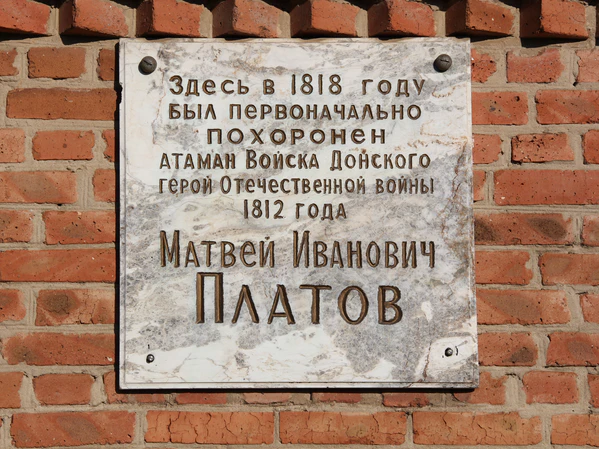 Здесь в 1818 году
был первоначально
похоронен
атаман Войска Донского
герой Отечественной войны
1812 года
Матвей Иванович
Платов